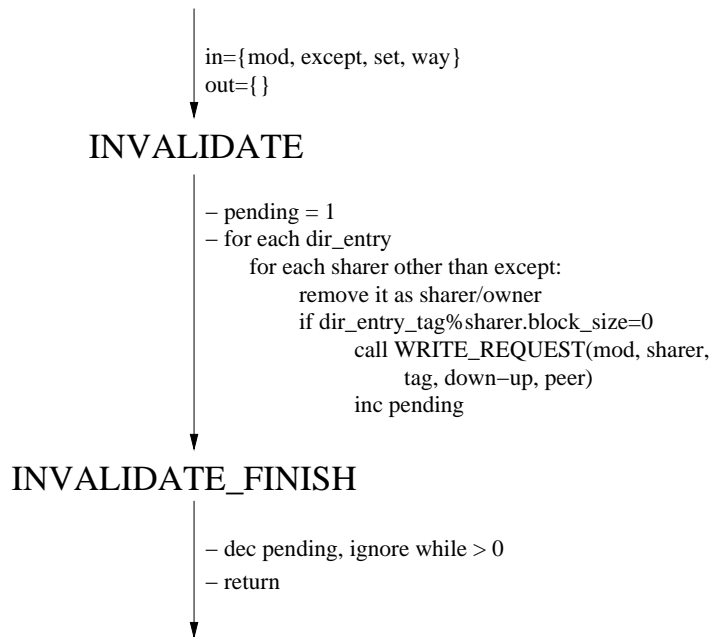 in={mod, except, set, way}
out={}
INVALIDATE
− pending = 1
− for each dir_entry
for each sharer other than except:
remove it as sharer/owner
if dir_entry_tag%sharer.block_size=0
call WRITE_REQUEST(mod, sharer,
tag, down−up, peer)
inc pending
INVALIDATE_FINISH
− dec pending, ignore while > 0
− return